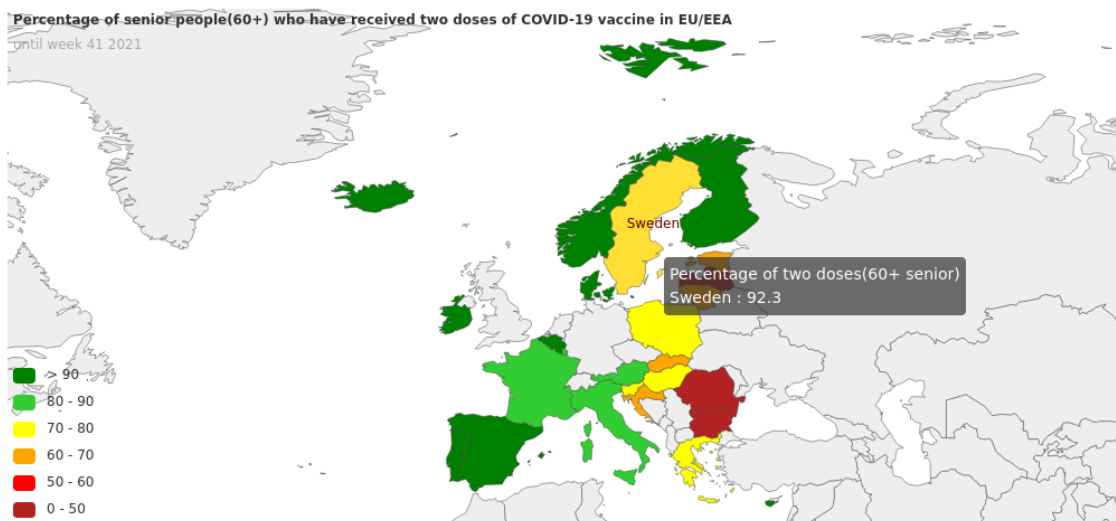 Percentage of senior people(60+) who have received two doses of COVID-19 vaccine in EU/EEA
until week 41 2021
Sweden
Percentage of two doses(60+ senior)
Sweden : 92.3
> 90
80 - 90
70 - 80
60 - 70
50 - 60
0 - 50